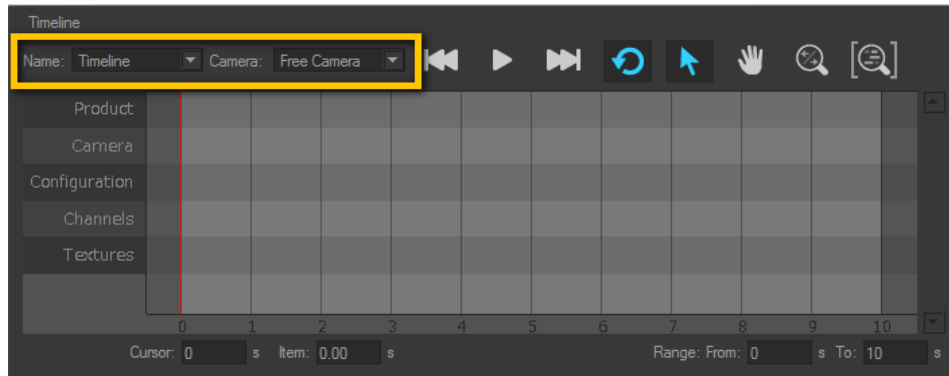 Timeline
Name: Timeline Camera: Free Camera
Product
Camera
Configuration
Channels
Textures
0 1 2 3 4 5 6 7 8 9 10
Cursor: 0 s Item: 0.00 s Range: From: 0 s To: 10 s